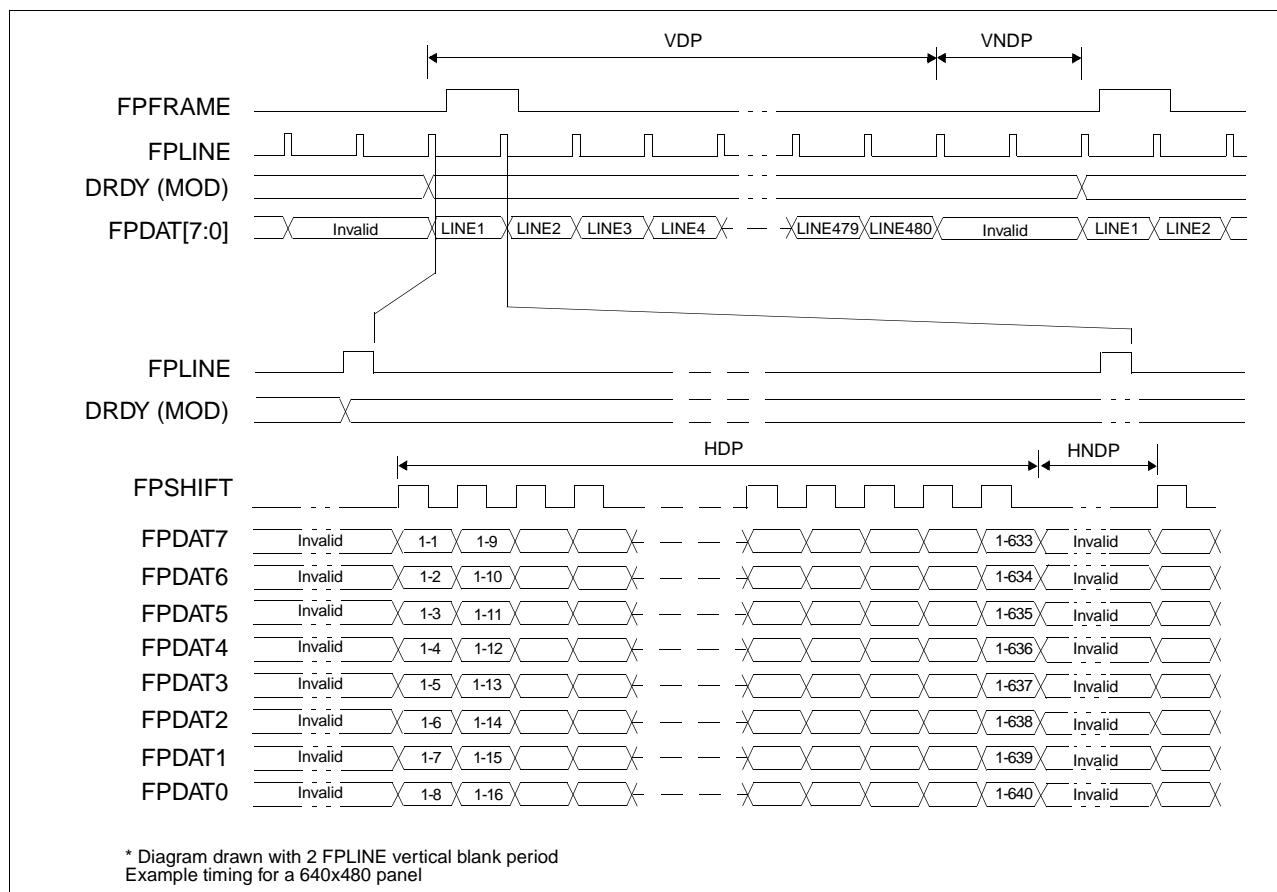 VDP VNDP
FPFRAME
FPLINE
DRDY (MOD)
FPDAT[7:0] Invalid LINE1 LINE2 LINE3 LINE4 LINE479 LINE480 Invalid LINE1 LINE2
FPLINE
DRDY (MOD)
HDP HNDP
FPSHIFT
FPDAT7 Invalid 1-1 1-9 1-633 Invalid
FPDAT6 Invalid 1-2 1-10 1-634 Invalid
FPDAT5 Invalid 1-3 1-11 1-635 Invalid
FPDAT4 Invalid 1-4 1-12 1-636 Invalid
FPDAT3 Invalid 1-5 1-13 1-637 Invalid
FPDAT2 Invalid 1-6 1-14 1-638 Invalid
FPDAT1 Invalid 1-7 1-15 1-639 Invalid
FPDAT0 Invalid 1-8 1-16 1-640 Invalid
* Diagram drawn with 2 FPLINE vertical blank period
Example timing for a 640x480 panel